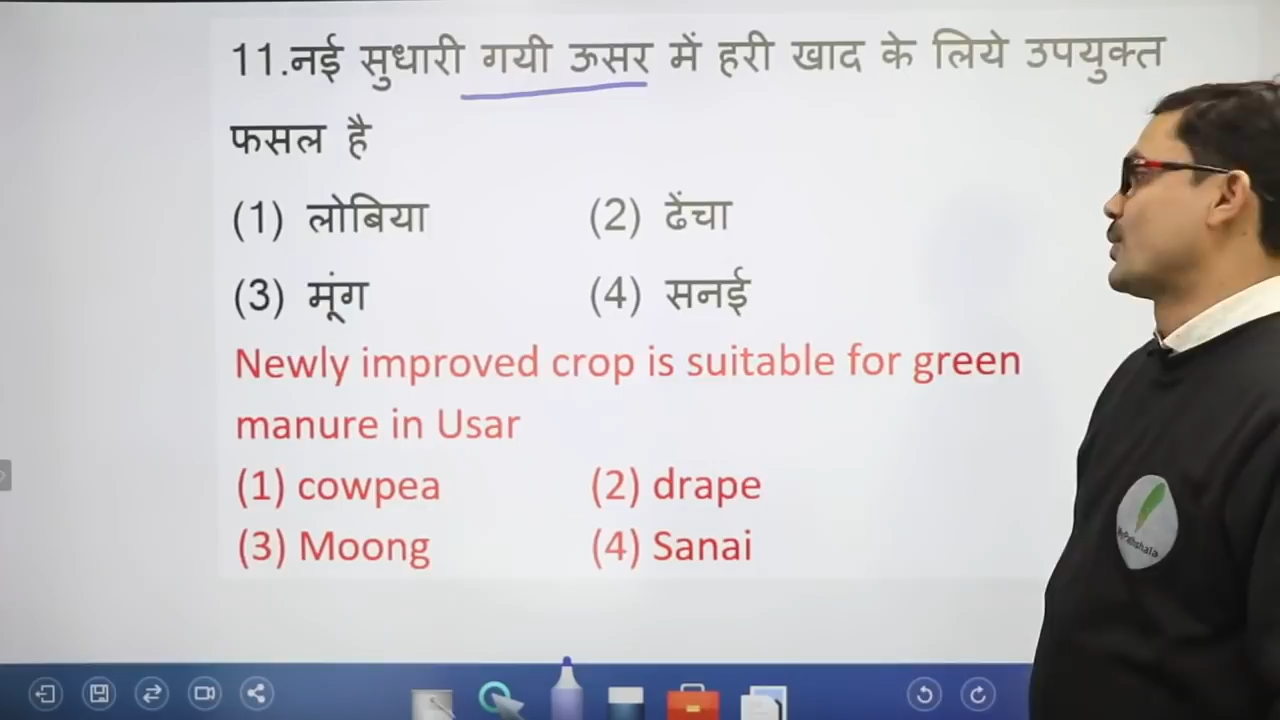 11.नई सुधारी गयी ऊसर में हरी खाद के लिये उपयुक्त
फसल है
(1) लोबिया (2) ढेंचा
(3) मूंग (4) सनई
Newly improved crop is suitable for green
manure in Usar
(1) cowpea (2) drape
(3) Moong (4) Sanai
MyPathshala